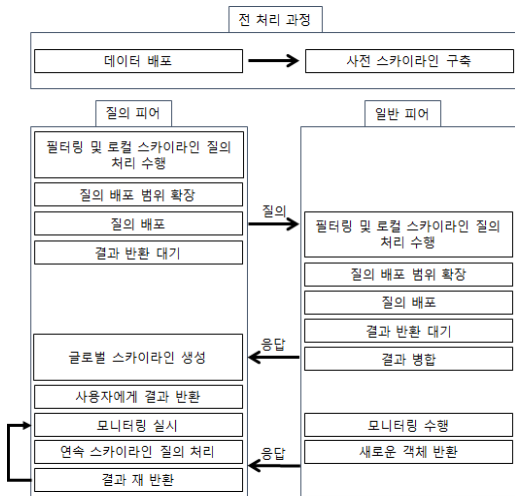 전 처리 과정
데이터 배포
사전 스카이라인 구축
질의 피어
일반 피어
필터링 및 로컬 스카이라인 질의
처리 수행
질의 배포 범위 확장
질의 배포
결과 반환 대기
질의
필터링 및 로컬 스카이라인 질의
처리 수행
질의 배포 범위 확장
질의 배포
결과 반환 대기
결과 병합
응답
글로벌 스카이라인 생성
사용자에게 결과 반환
모니터링 실시
연속 스카이라인 질의 처리
결과 재 반환
응답
모니터링 수행
새로운 객체 반환